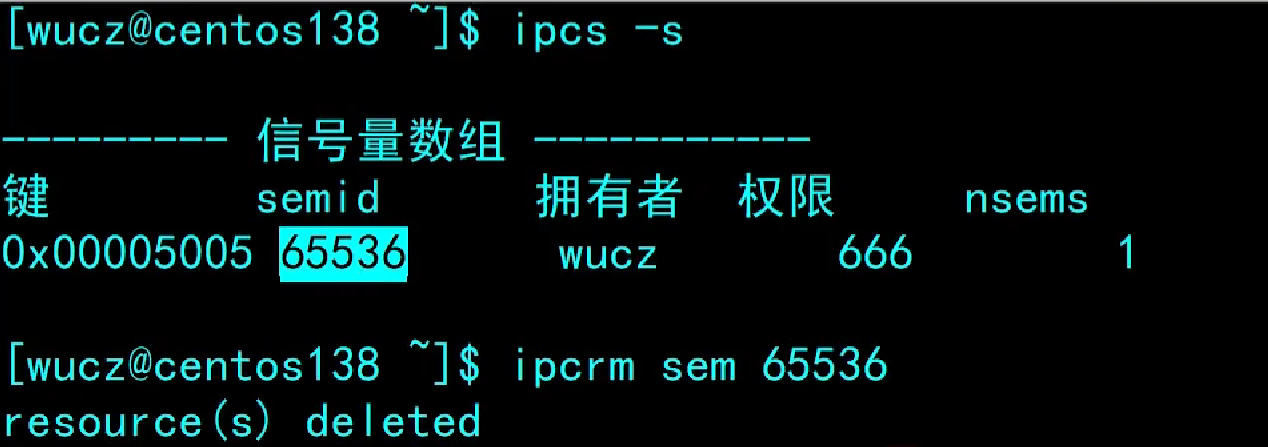 [wucz@centos138 ~]$ ipcs -s
--------- 信号量数组 -----------
键 semid 拥有者 权限 nsems
0x00005005 65536 wucz 666 1
[wucz@centos138 ~]$ ipcrm sem 65536
resource(s) deleted